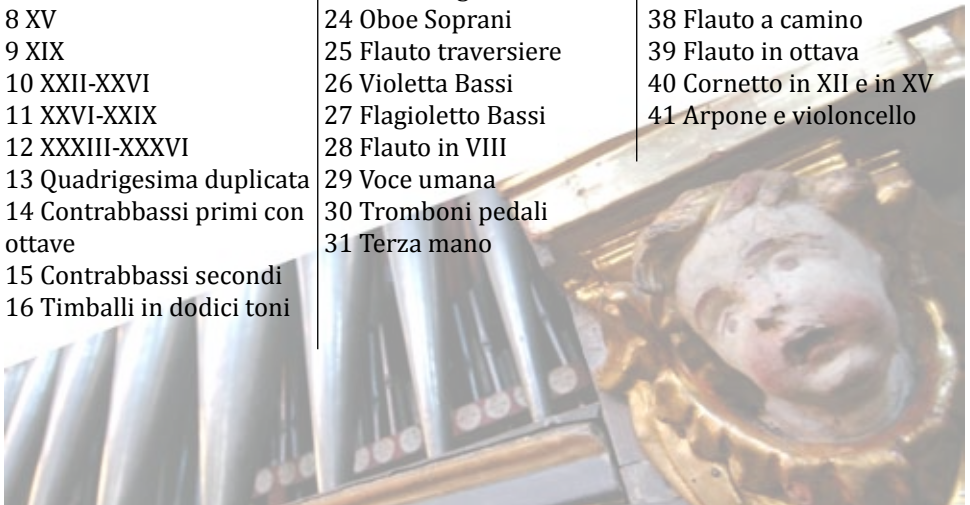 8 XV
9 XIX
10 XXII-XXVI
11 XXVI-XXIX
12 XXXIII-XXXVI
13 Quadrigesima duplicata
14 Contrabbassi primi con
ottave
15 Contrabbassi secondi
16 Timballi in dodici toni
24 Oboe Soprani
25 Flauto traversiere
26 Violetta Bassi
27 Flagioletto Bassi
28 Flauto in VIII
29 Voce umana
30 Tromboni pedali
31 Terza mano
38 Flauto a camino
39 Flauto in ottava
40 Cornetto in XII e in XV
41 Arpone e violoncello